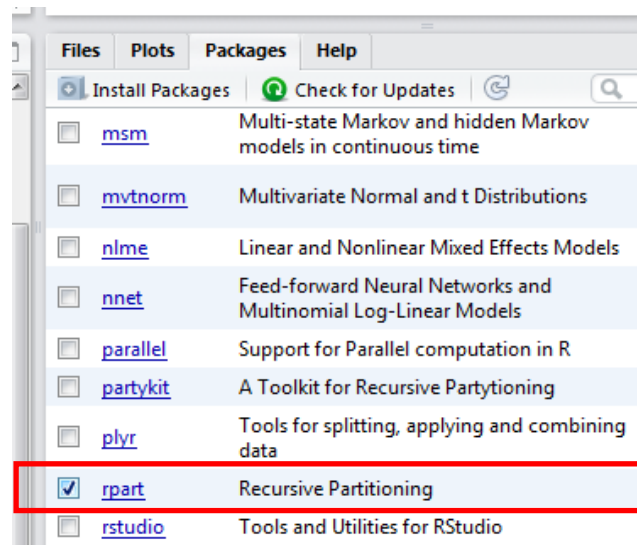 Files Plots Packages Help
Install Packages Check for Updates
msm Multi-state Markov and hidden Markov
models in continuous time
mvtnorm Multivariate Normal and t Distributions
nlme Linear and Nonlinear Mixed Effects Models
nnet Feed-forward Neural Networks and
Multinomial Log-Linear Models
parallel Support for Parallel computation in R
partykit A Toolkit for Recursive Partytioning
plyr Tools for splitting, applying and combining
data
rpart Recursive Partitioning
rstudio Tools and Utilities for RStudio